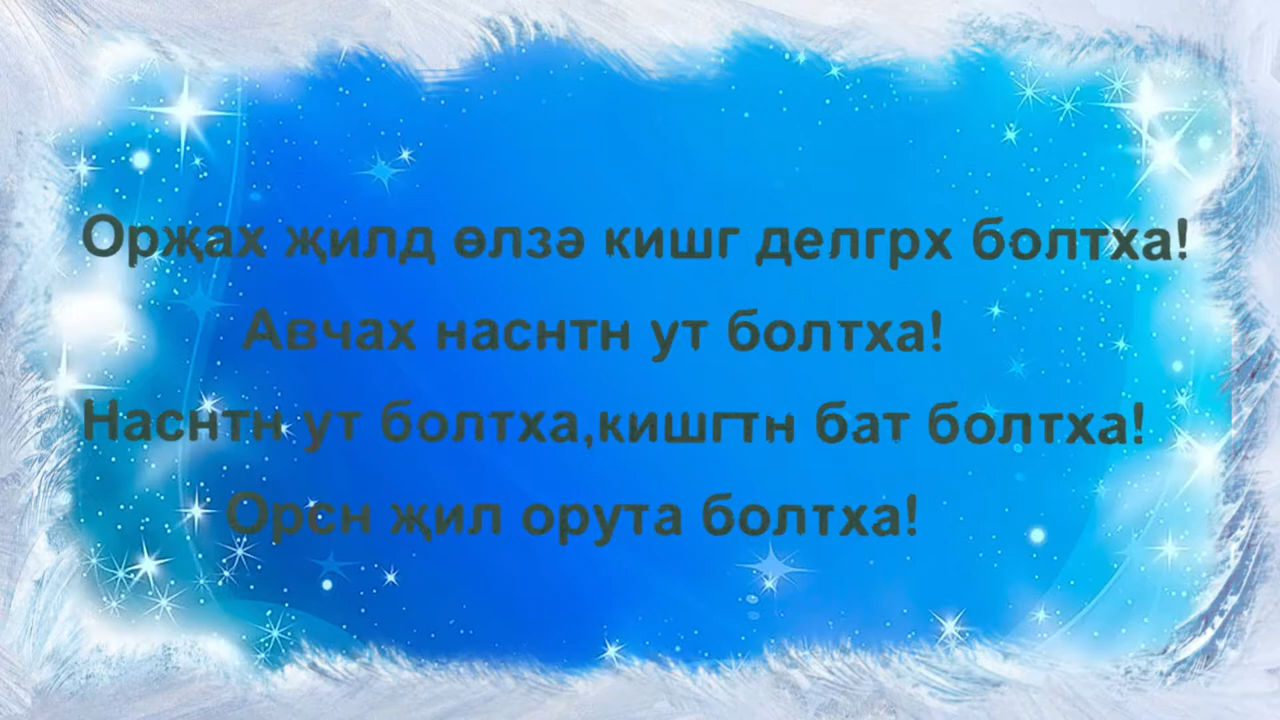 Орҗах җилд өлзә кишг делгрх болтха!
Авчах наснтн ут болтха!
Наснтн ут болтха,кишгтн бат болтха!
Орсн җил орута болтха!